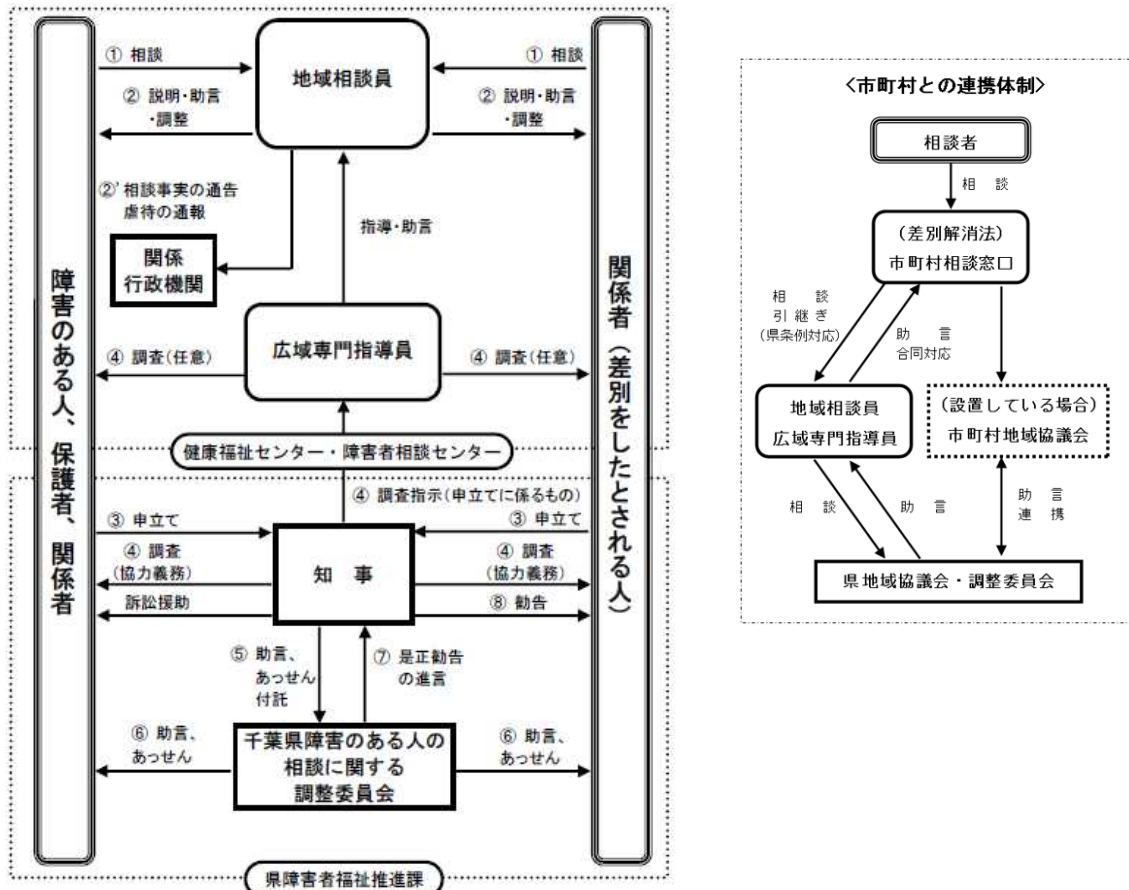 ① 相談
① 相談
地域相談員
② 説明・助言
・調整
② 説明・助言
・調整
②’相談事実の通告
虐待の通報
指導・助言
関係
行政機関
障害のある人、保護者、関係者
関係者（差別をしたとされる人）
広域専門指導員
④ 調査（任意）
④ 調査（任意）
健康福祉センター・障害者相談センター
④ 調査指示（申立てに係るもの）
③ 申立て
③ 申立て
④ 調査
（協力義務）
④ 調査
（協力義務）
知　事
訴訟援助
⑧ 勧告
⑤ 助言、
あっせん
付託
⑦ 是正勧告
の進言
⑥ 助言、
あっせん
⑥ 助言、
あっせん
千葉県障害のある人の
相談に関する
調整委員会
県障害者福祉推進課
<市町村との連携体制>
相談者
相　談
（差別解消法）
市町村相談窓口
相　談
引継ぎ
（県条例対応）
助　言
合同対応
地域相談員
広域専門指導員
（設置している場合）
市町村地域協議会
相　談
助　言
助　言
連　携
県地域協議会・調整委員会